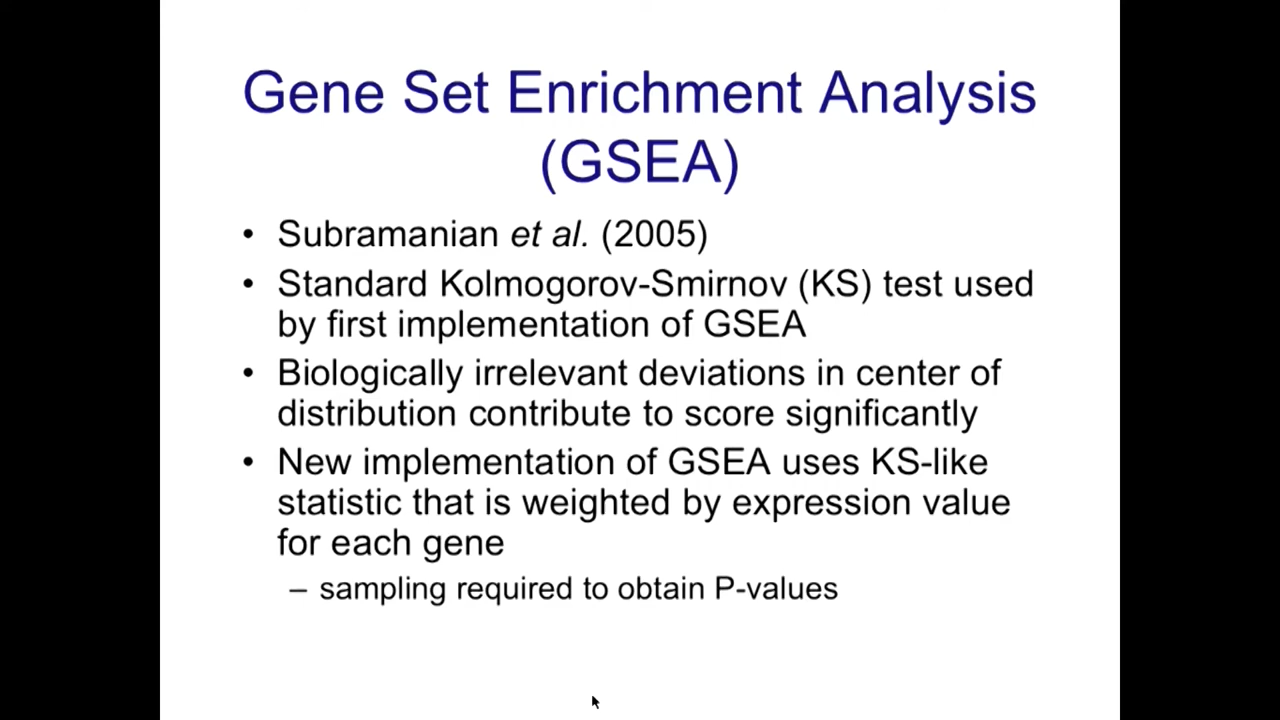 Gene Set Enrichment Analysis
(GSEA)
• Subramanian et al. (2005)
• Standard Kolmogorov-Smirnov (KS) test used
by first implementation of GSEA
• Biologically irrelevant deviations in center of
distribution contribute to score significantly
• New implementation of GSEA uses KS-like
statistic that is weighted by expression value
for each gene
– sampling required to obtain P-values